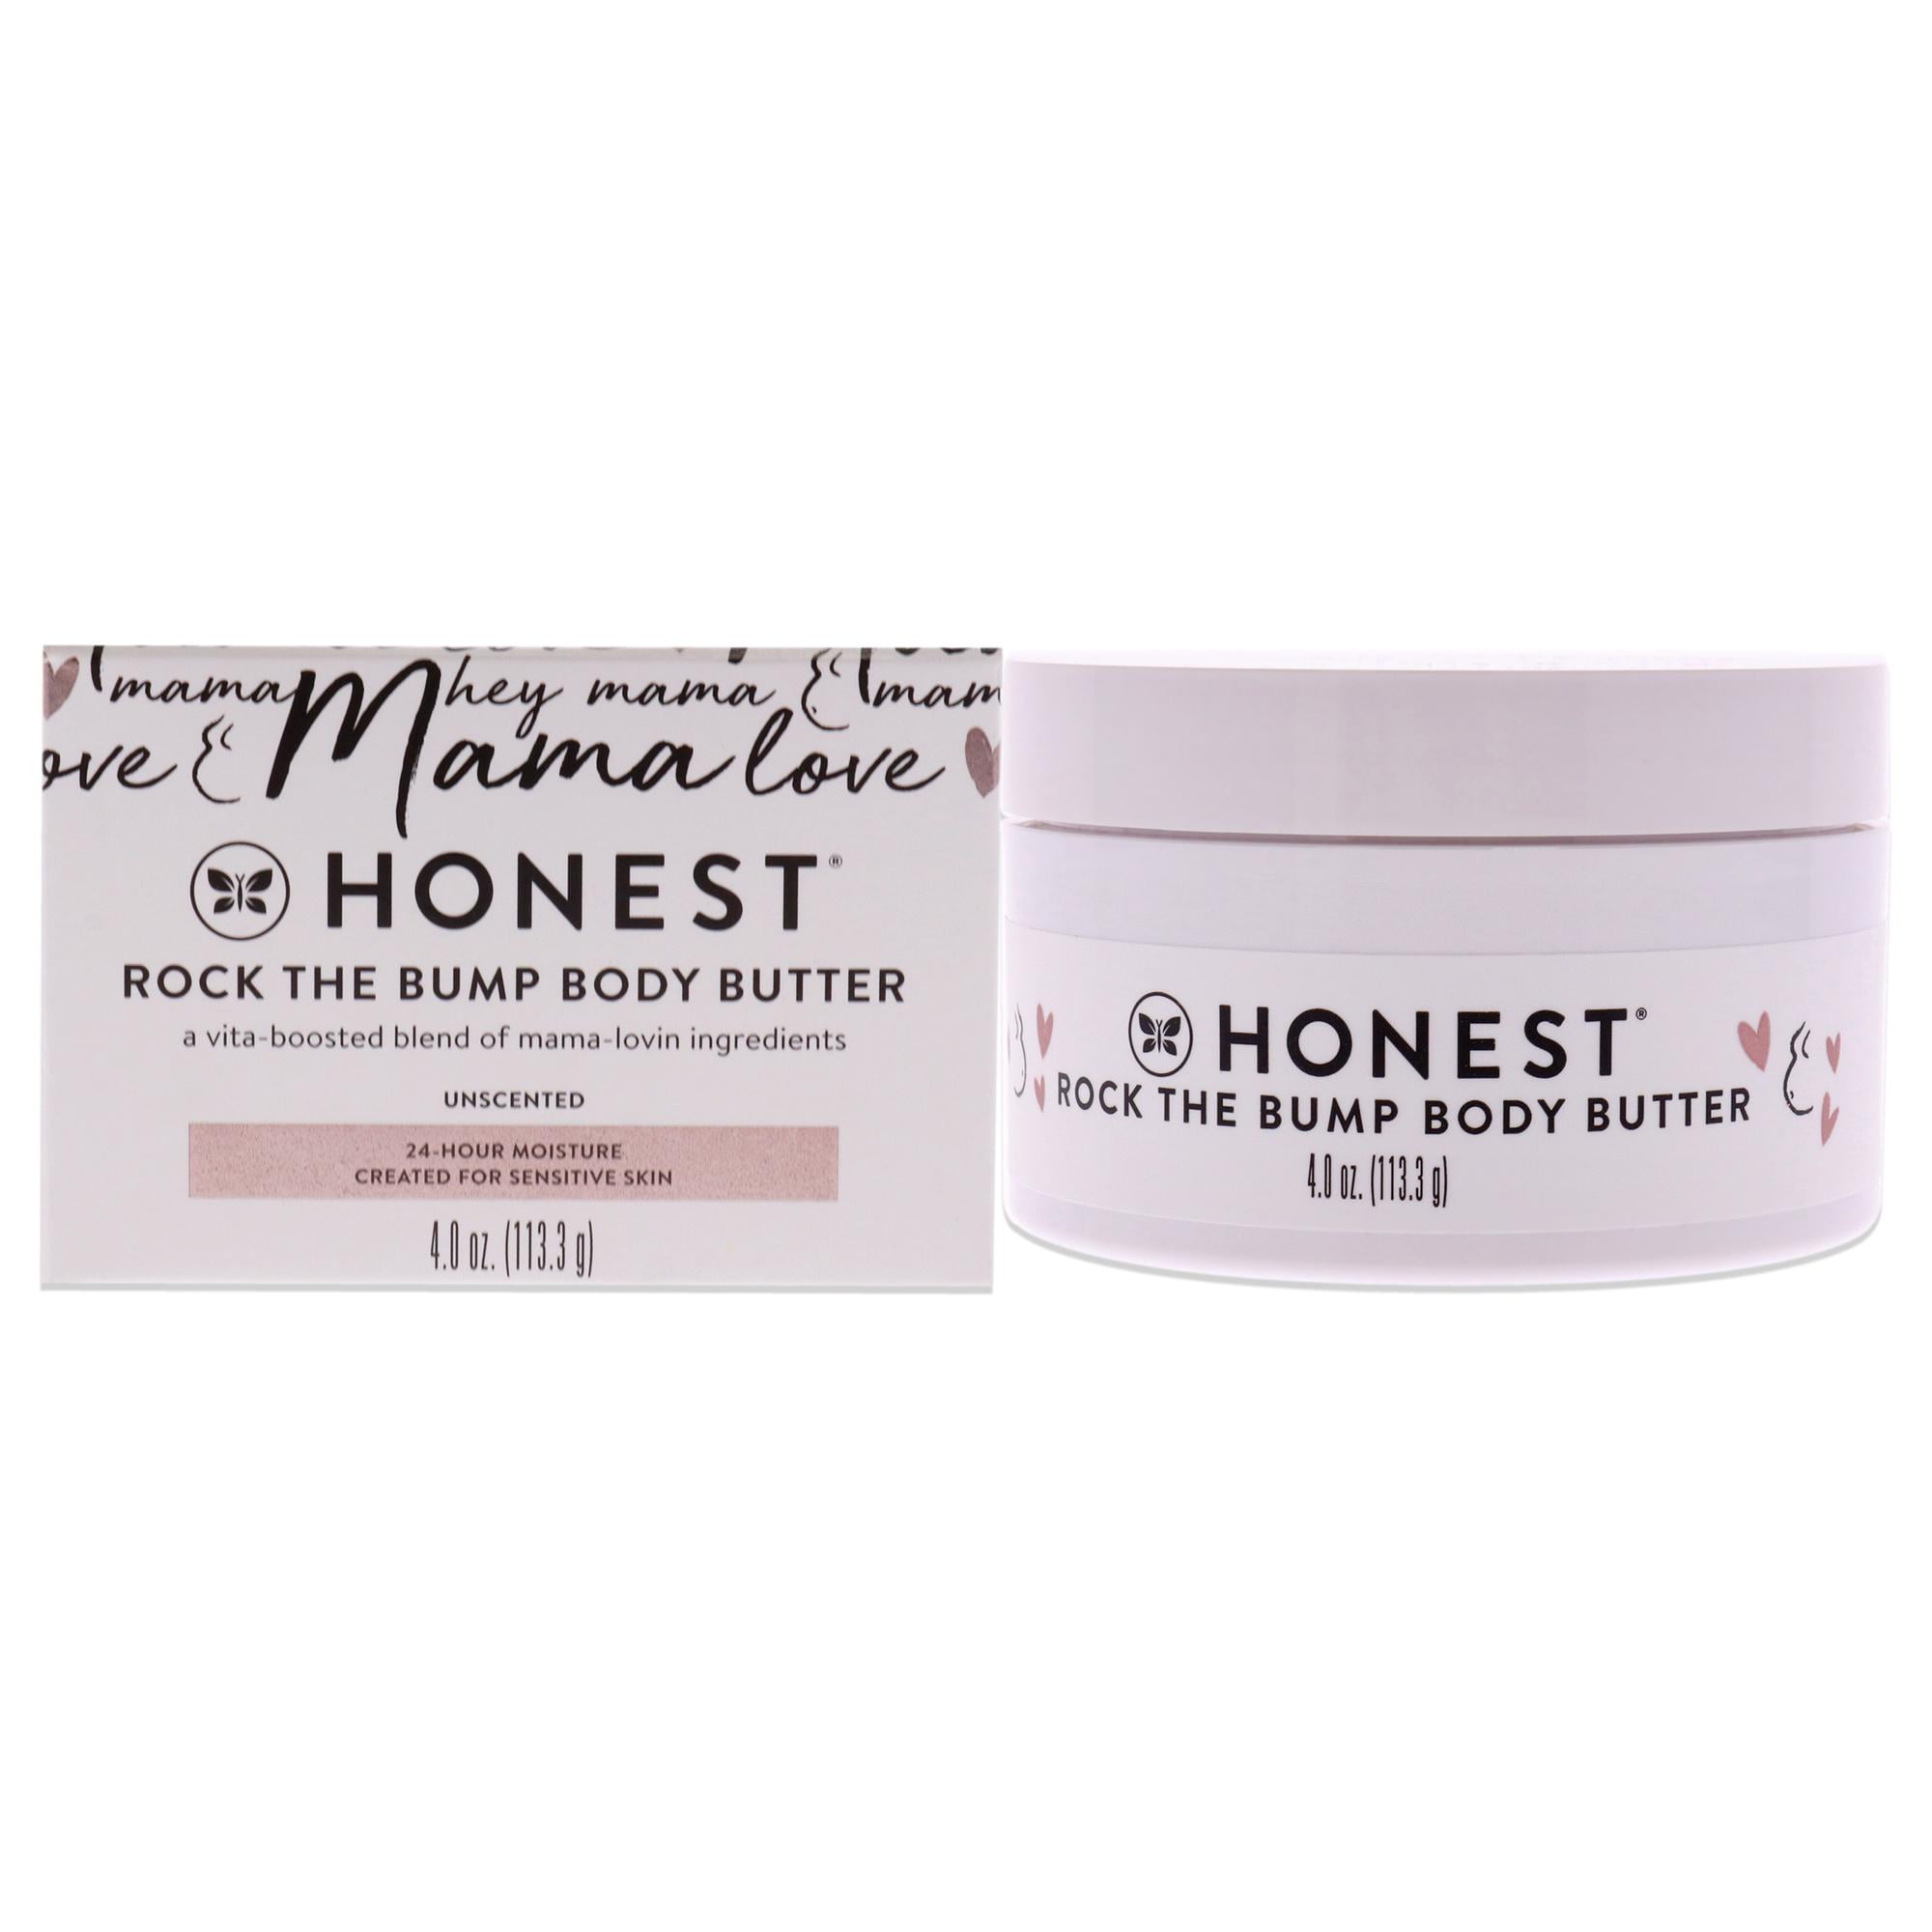 mama hey mama
ove Mama love
HONEST®
ROCK THE BUMP BODY BUTTER
a vita-boosted blend of mama-lovin ingredients
UNSCENTED
24-HOUR MOISTURE
CREATED FOR SENSITIVE SKIN
4.0 oz. (113.3 g)
HONEST®
ROCK THE BUMP BODY BUTTER
4.0 oz. (113.3 g)